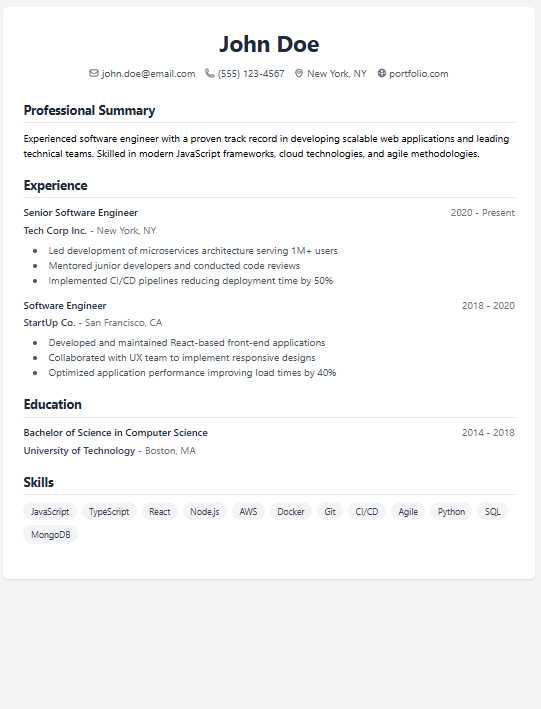 John Doe
john.doe@email.com (555) 123-4567 New York, NY portfolio.com
Professional Summary
Experienced software engineer with a proven track record in developing scalable web applications and leading
technical teams. Skilled in modern JavaScript frameworks, cloud technologies, and agile methodologies.
Experience
Senior Software Engineer 2020 - Present
Tech Corp Inc. - New York, NY
• Led development of microservices architecture serving 1M+ users
• Mentored junior developers and conducted code reviews
• Implemented CI/CD pipelines reducing deployment time by 50%
Software Engineer 2018 - 2020
StartUp Co. - San Francisco, CA
• Developed and maintained React-based front-end applications
• Collaborated with UX team to implement responsive designs
• Optimized application performance improving load times by 40%
Education
Bachelor of Science in Computer Science 2014 - 2018
University of Technology - Boston, MA
Skills
JavaScript TypeScript React Node.js AWS Docker Git CI/CD Agile Python SQL
MongoDB